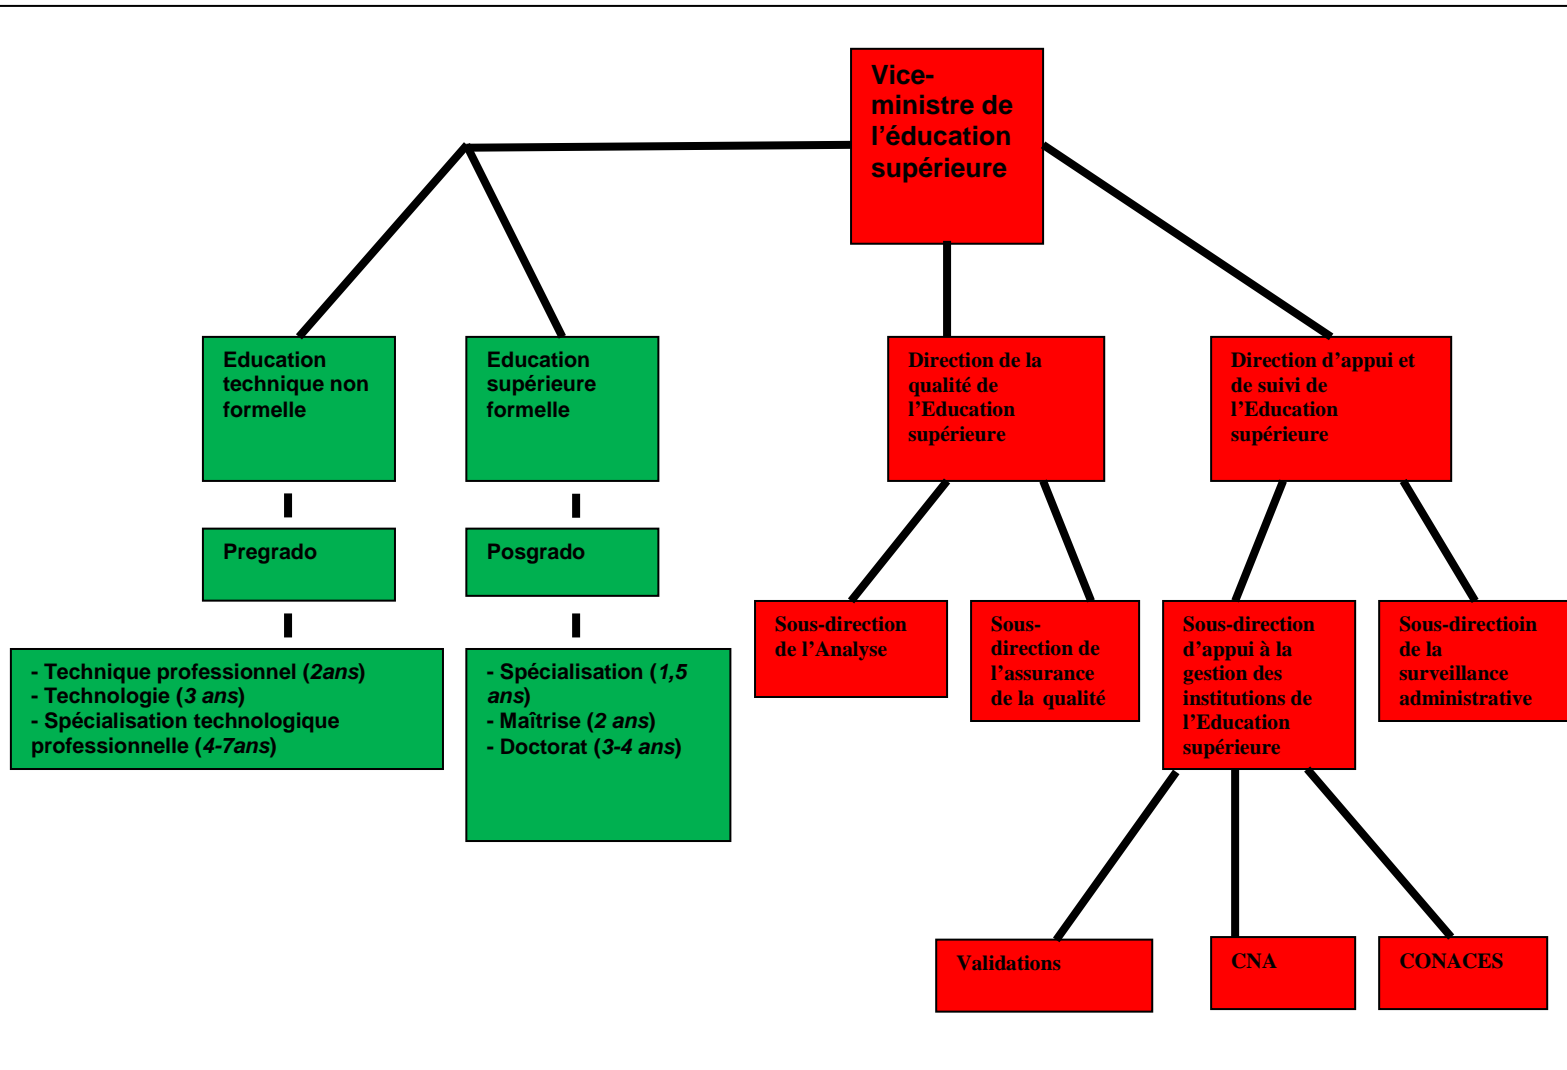 Vice-
ministre de
l’éducation
supérieure
Education
technique non
formelle
Education
supérieure
formelle
Direction de la
qualité de
l’Education
supérieure
Direction d’appui et
de suivi de
l’Education
supérieure
Pregrado
Posgrado
- Technique professionnel (2ans)
- Technologie (3 ans)
- Spécialisation technologique
professionnelle (4-7ans)
- Spécialisation (1,5
ans)
- Maîtrise (2 ans)
- Doctorat (3-4 ans)
Sous-direction
de l’Analyse
Sous-
direction de
l’assurance
de la qualité
Sous-direction
d’appui à la
gestion des
institutions de
l’Education
supérieure
Sous-directioin
de la
surveillance
administrative
Validations
CNA
CONACES